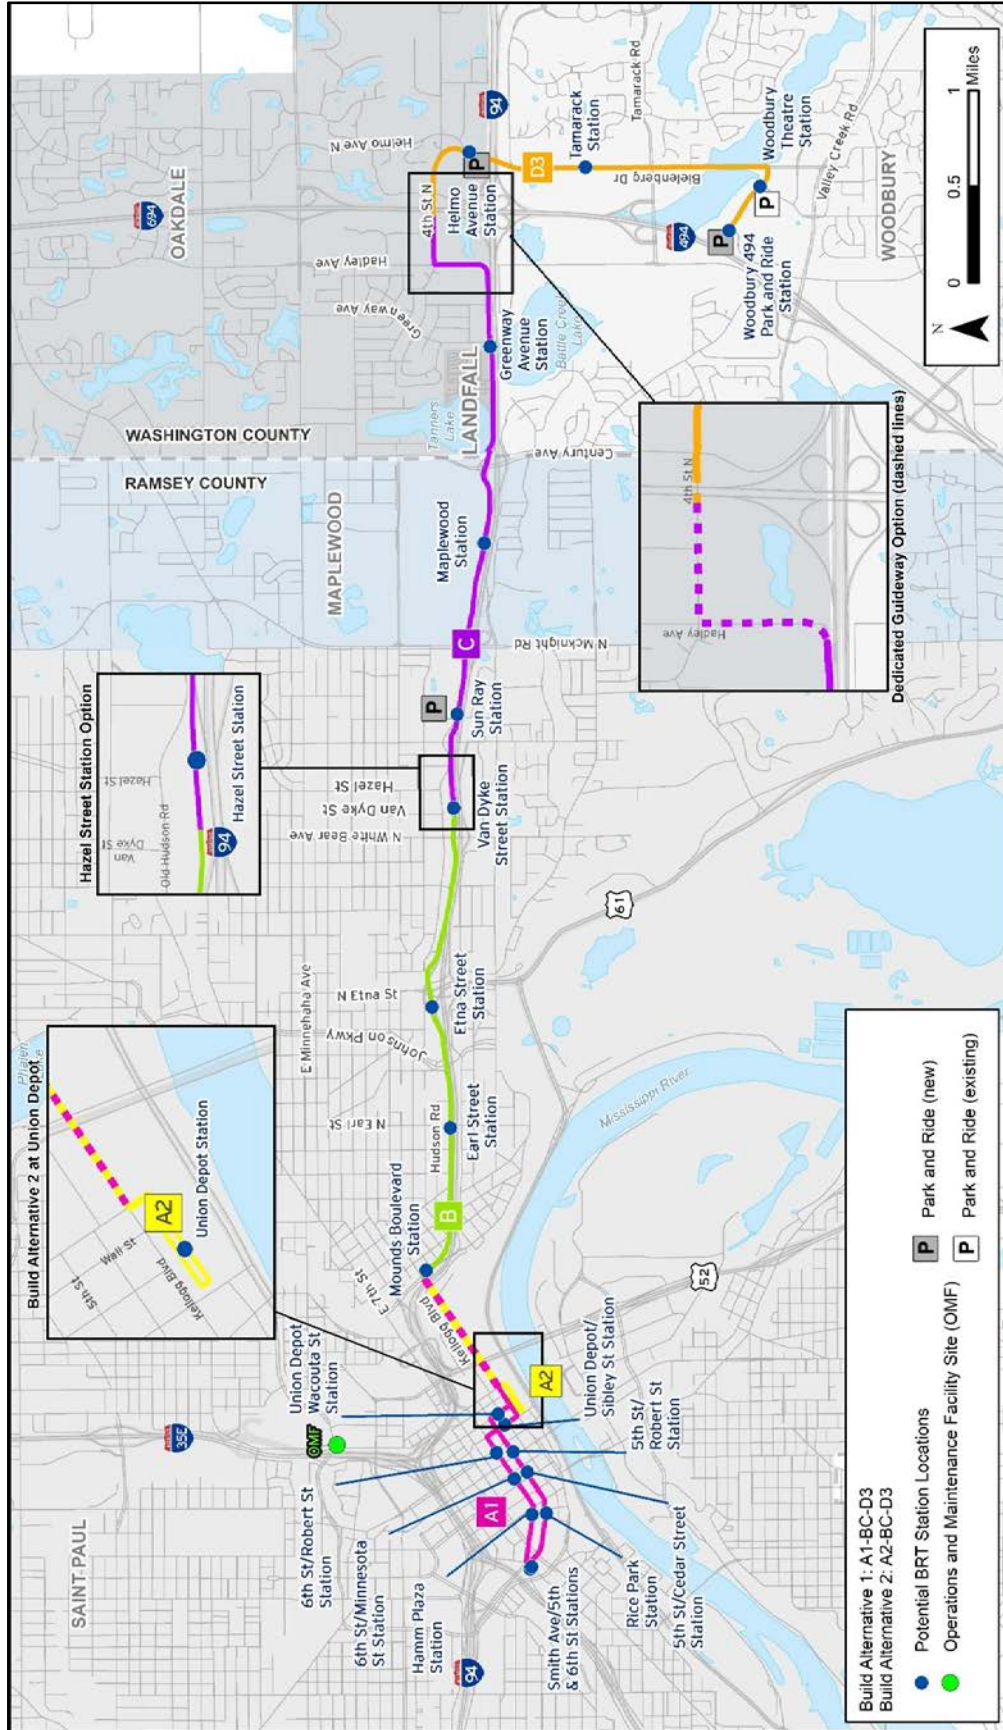 SAINT PAUL
35E
OMF
94
6th St/Robert St
Station
6th St/Minnesota
St Station
Hamm Plaza
Station
Smith Ave/5th
& 6th St Stations
Rice Park
Station
5th St/Cedar Street
Station
5th St/
Robert St
Station
Union Depot/
Sibley St Station
Union Depot/
Wacouta St
Station
A1
A2
Build Alternative 2 at Union Depot
Phalen
5th St
Wall St
Kellogg Blvd
A2
Union Depot Station
E 7th St
Kellogg Blvd
52
Mounds Boulevard
Station
B
Hudson Rd
N Earl St
Earl Street
Station
Johnson Pkwy
E Minnehaha Ave
N Etna St
Etna Street
Station
61
Mississippi River
N White Bear Ave
Van Dyke St
Hazel St
Van Dyke
Street Station
Hazel Street Station Option
Van
Dyke St
Old Hudson Rd
Hazel St
94
Hazel Street Station
P
Sun Ray
Station
C
N Mcknight Rd
MAPLEWOOD
Maplewood
Station
RAMSEY COUNTY
WASHINGTON COUNTY
Century Ave
Tanners
Lake
LANDFALL
Greenway
Avenue
Station
Battle Creek
Lake
Greenway Ave
Hadley Ave
OAKDALE
694
4th St N
Helmo
Avenue
Station
Helmo Ave N
P
94
D3
Tamarack
Station
Tamarack Rd
Bielenberg Dr
Woodbury
Theatre
Station
P
494
P
Woodbury 494
Park and Ride
Station
Valley Creek Rd
WOODBURY
Hadley Ave
4th St N
Dedicated Guideway Option (dashed lines)
N
0
0.5
1
Miles
Build Alternative 1: A1-BC-D3
Build Alternative 2: A2-BC-D3
Potential BRT Station Locations
Operations and Maintenance Facility Site (OMF)
P
Park and Ride (new)
P
Park and Ride (existing)